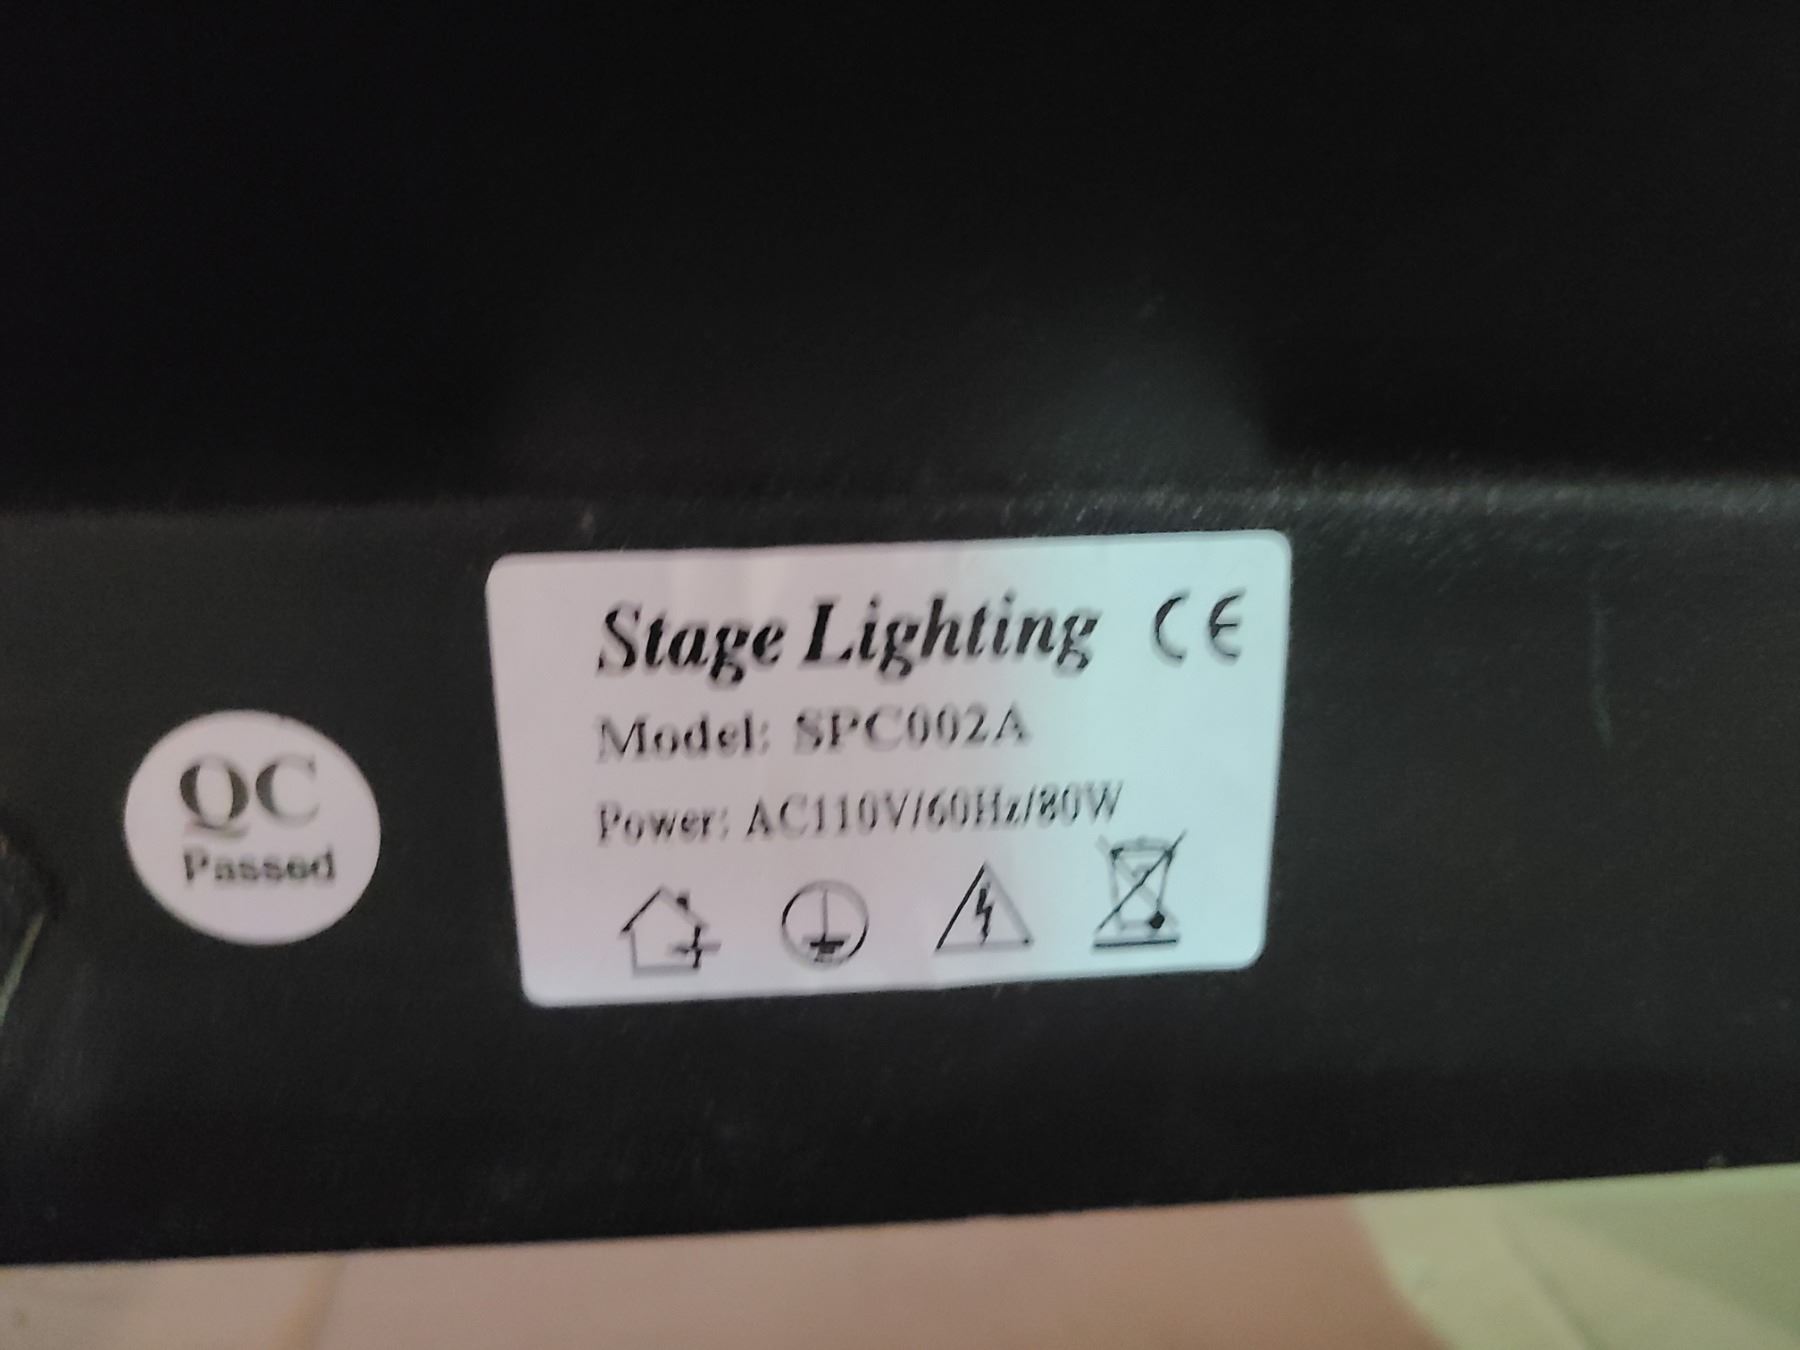 Stage Lighting CE
Model: SPC002A
Power: AC110V/60Hz/80W
QC
Passed